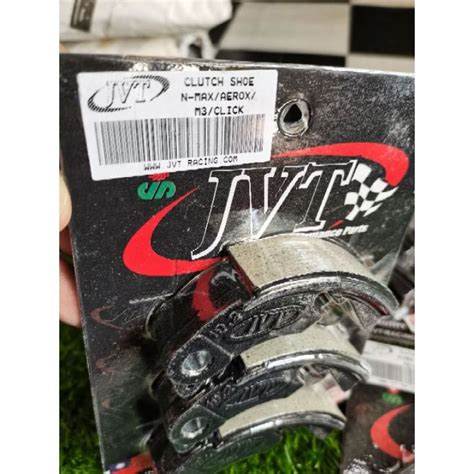 JVT
CLUTCH SHOE
N-MAX/AEROX/
M3/CLICK
WWW.JVT RACING.COM
JVT
JVT